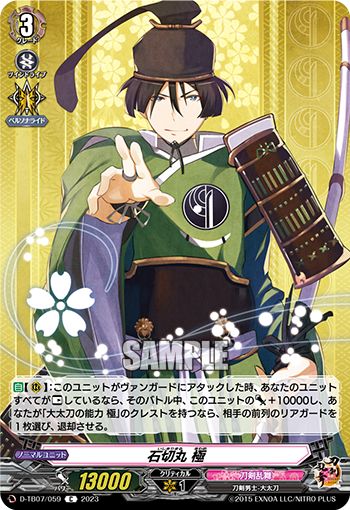 3
グレード
ツインドライブ
ペルソナライド
SAMPLE
自【】:このユニットがヴァンガードにアタックした時、あなたのユニット
すべてがしているなら、そのバトル中、このユニットの+10000し、あ
なたが「大太刀の能力 極」のクレストを持つなら、相手の前列のリアガードを
1枚選び、退却させる。
ノーマルユニット
石切丸 極
パワー
13000
クリティカル
1
刀剣乱舞
刀剣男士:大太刀
D-TB07/059 C 2023
©2015 EXNOA LLC/NITRO PLUS